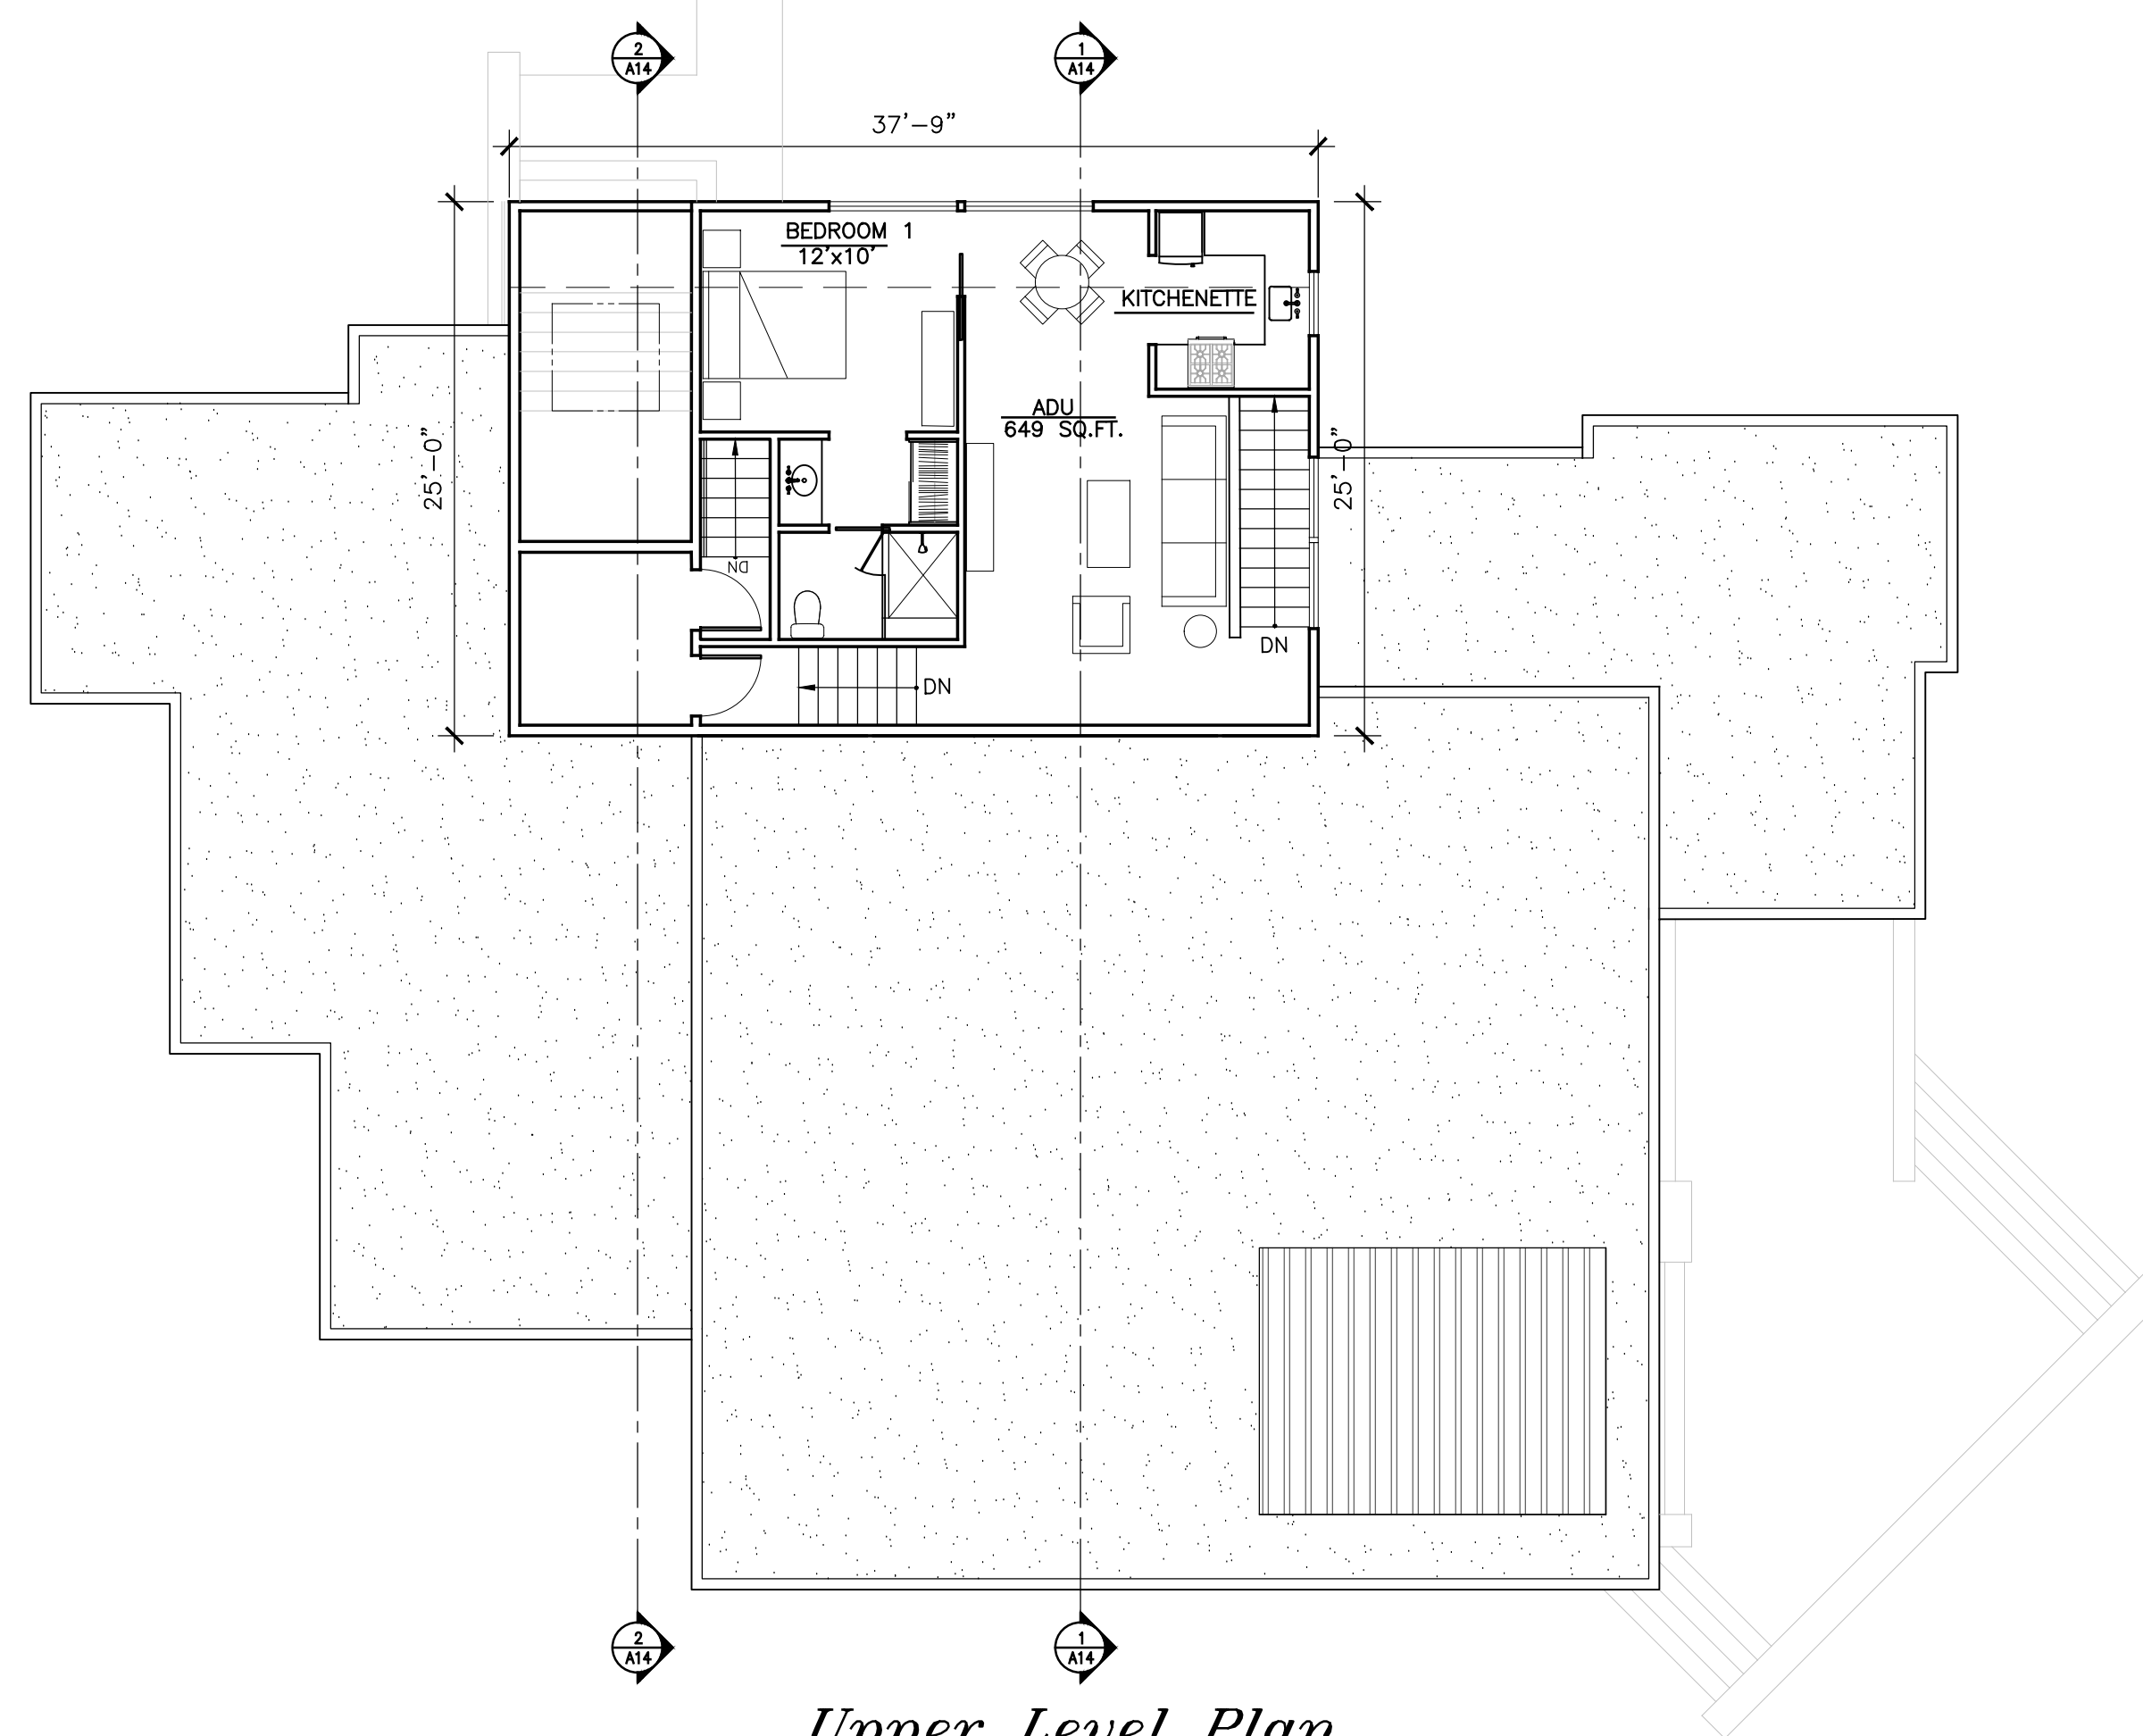 2
A14
1
A14
37'-9"
BEDROOM 1
12'x10'
KITCHENETTE
ADU
649 SQ.FT.
25'-0"
25'-0"
DN
DN
DN
2
A14
1
A14
Upper Level Plan